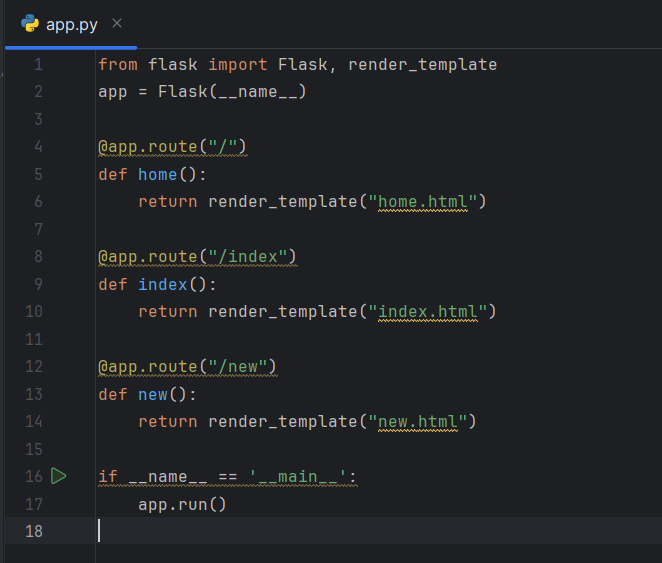 app.py
1 from flask import Flask, render_template
2 app = Flask(__name__)
3
4 @app.route("/")
5 def home():
6     return render_template("home.html")
7
8 @app.route("/index")
9 def index():
10     return render_template("index.html")
11
12 @app.route("/new")
13 def new():
14     return render_template("new.html")
15
16 if __name__ == '__main__':
17     app.run()
18